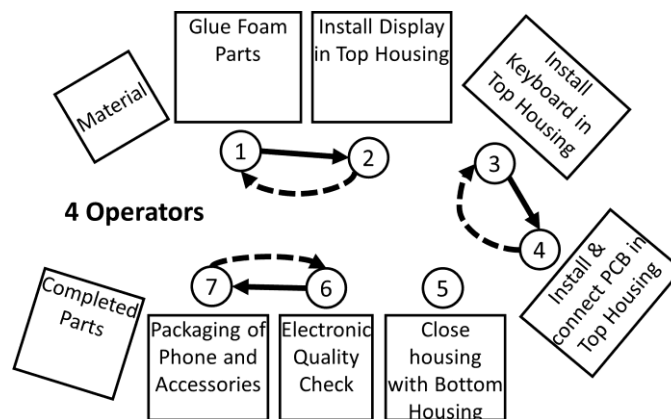 Glue Foam
Parts
Install Display
in Top Housing
Install
Keyboard in
Top Housing
Material
1
2
3
4
4 Operators
Install &
connect PCB in
Top Housing
Completed
Parts
7
6
5
Packaging of
Phone and
Accessories
Electronic
Quality
Check
Close
housing
with Bottom
Housing